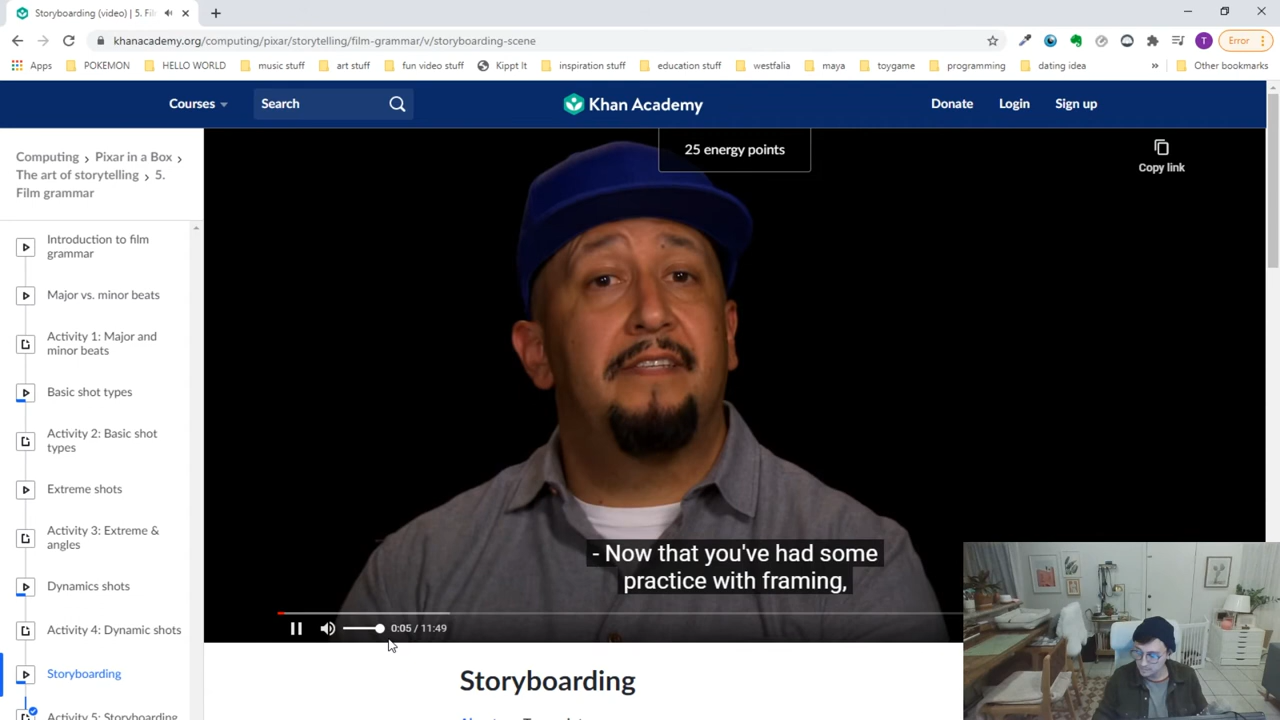 Storyboarding (video) | 5. Fil
khanacademy.org/computing/pixar/storytelling/film-grammar/v/storyboarding-scene
T
Error
Apps
POKEMON
HELLO WORLD
music stuff
art stuff
fun video stuff
Kippt It
inspiration stuff
education stuff
westfalia
maya
toygame
programming
dating idea
»
Other bookmarks
Courses
Search
Khan Academy
Donate
Login
Sign up
Computing > Pixar in a Box >
The art of storytelling > 5.
Film grammar
Introduction to film
grammar
Major vs. minor beats
Activity 1: Major and
minor beats
Basic shot types
Activity 2: Basic shot
types
Extreme shots
Activity 3: Extreme &
angles
Dynamics shots
Activity 4: Dynamic shots
Storyboarding
Activity 5: Storyboarding
25 energy points
Copy link
- Now that you've had some
practice with framing,
0:05 / 11:49
Storyboarding